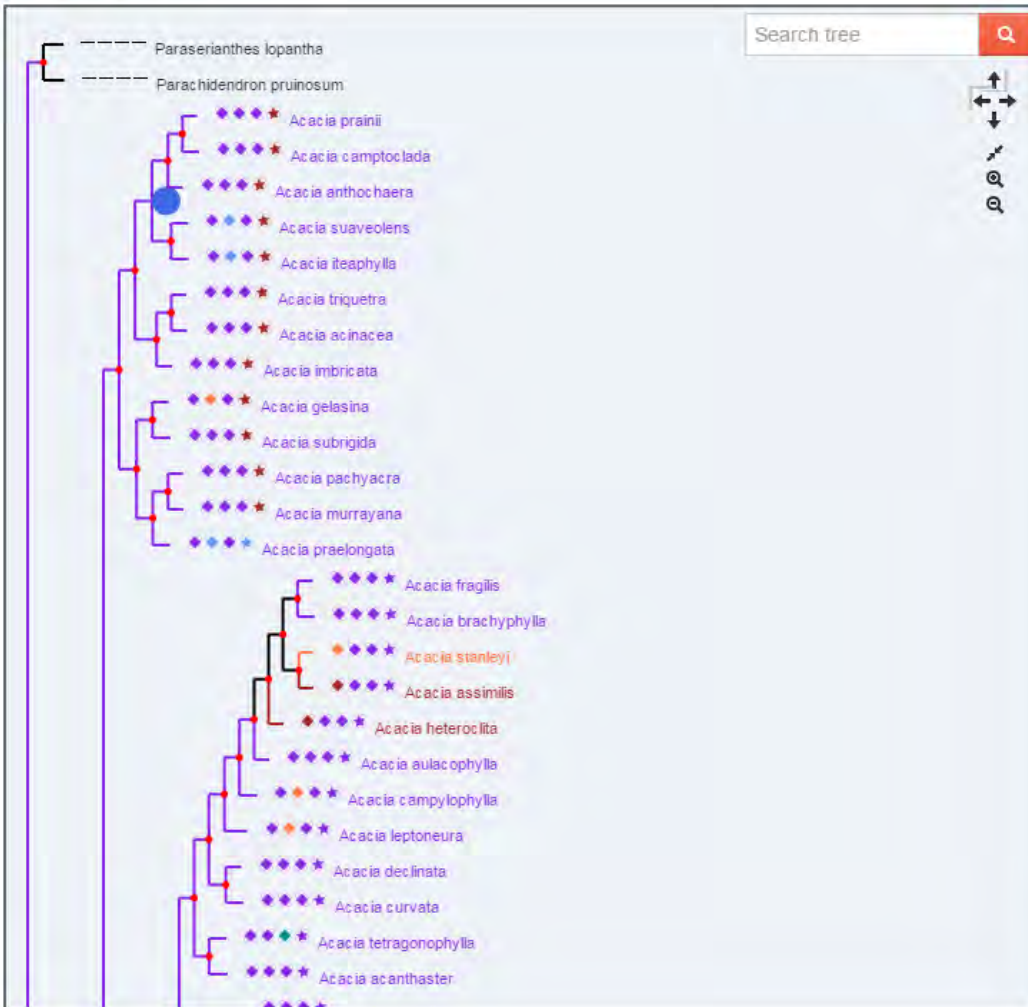 Search tree
Paraserianthes lopantha
Parachidendron pruinosum
Acacia prainii
Acacia camptoclada
Acacia anthochaera
Acacia suaveolens
Acacia iteaphylla
Acacia triquetra
Acacia acinacea
Acacia imbricata
Acacia gelasina
Acacia subrigida
Acacia pachyacra
Acacia murrayana
Acacia praelongata
Acacia fragilis
Acacia brachyphylla
Acacia stanleyi
Acacia assimilis
Acacia heteroclita
Acacia aulacophylla
Acacia campylophylla
Acacia leptoneura
Acacia declinata
Acacia curvata
Acacia tetragonophylla
Acacia acanthaster